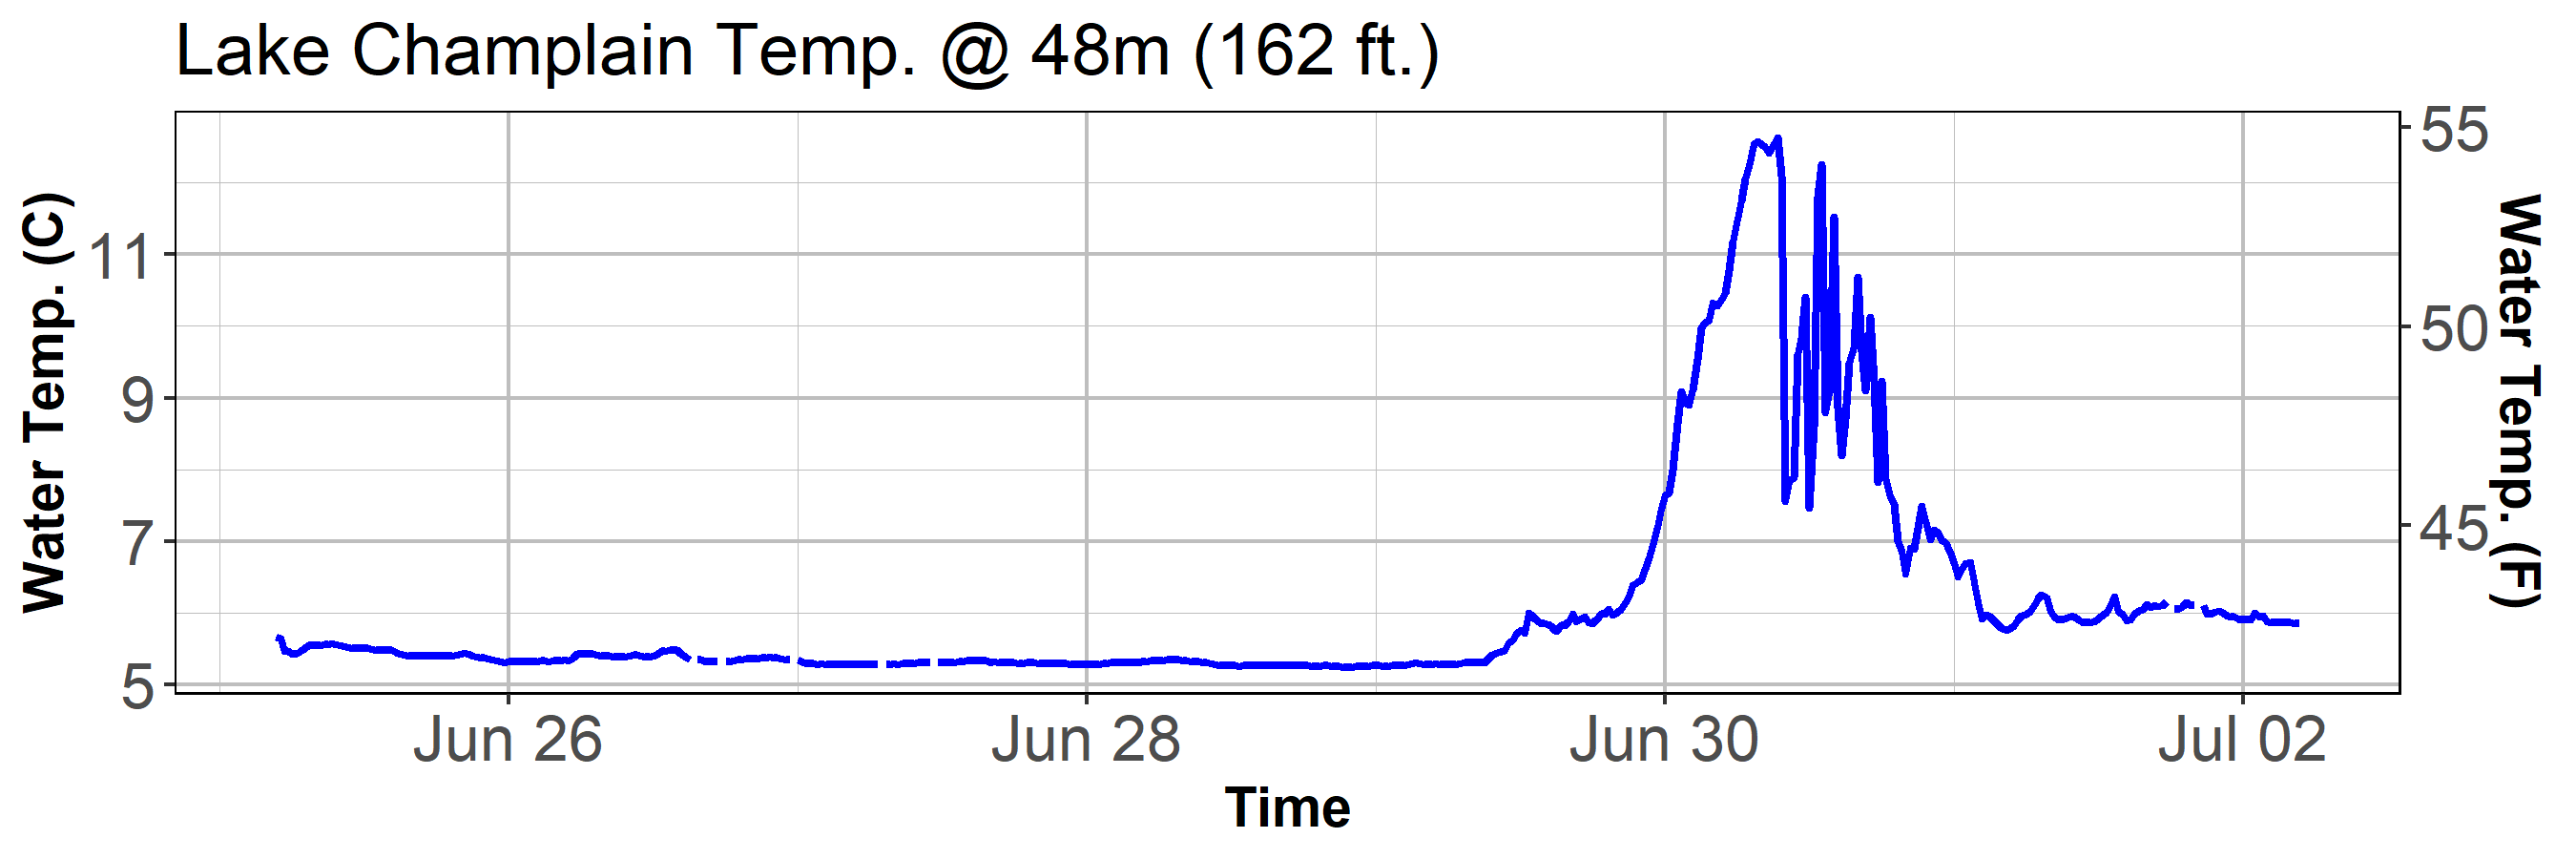 Lake Champlain Temp. @ 48m (162 ft.)
Water Temp. (C)
11
9
7
5
55
50
45
Water Temp. (F)
Jun 26
Jun 28
Jun 30
Jul 02
Time